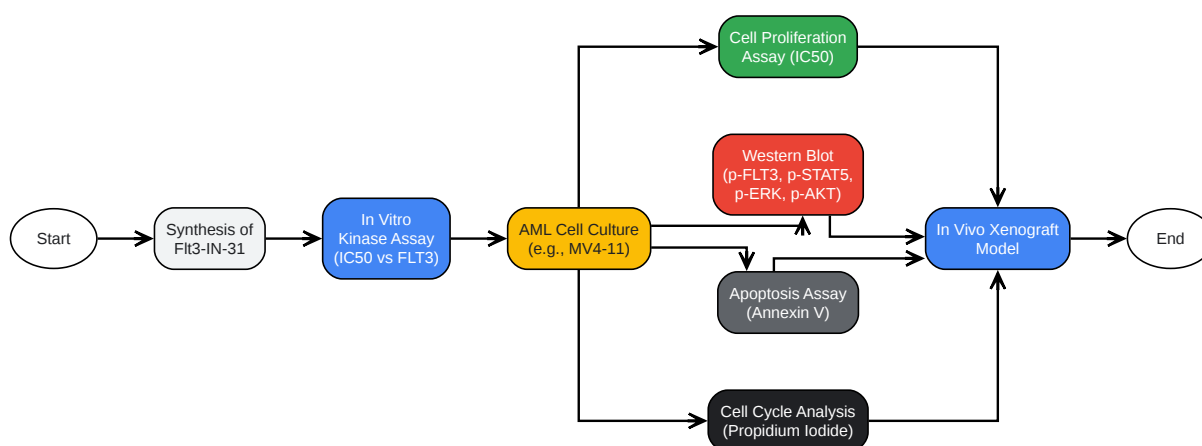 Start
Synthesis of
Flt3-IN-31
In Vitro
Kinase Assay
(IC50 vs FLT3)
AML Cell Culture
(e.g., MV4-11)
Cell Proliferation
Assay (IC50)
Western Blot
(p-FLT3, p-STAT5,
p-ERK, p-AKT)
Apoptosis Assay
(Annexin V)
Cell Cycle Analysis
(Propidium Iodide)
In Vivo Xenograft
Model
End